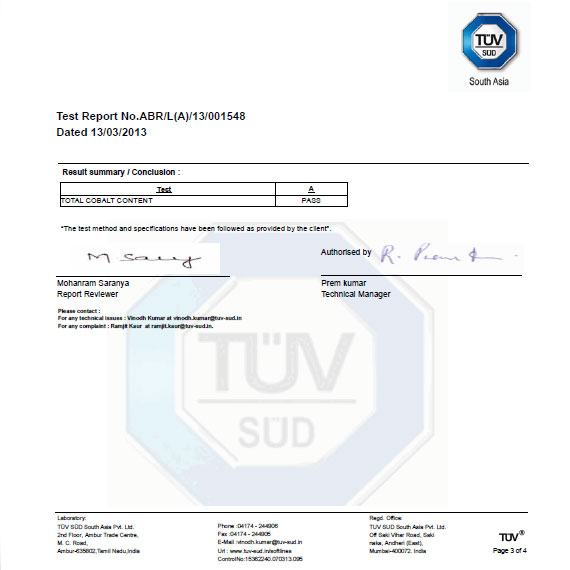 TÜV
SÜD
South Asia
Test Report No.ABR/L(A)/13/001548
Dated 13/03/2013
Result summary / Conclusion :
Test A
TOTAL COBALT CONTENT PASS
"The test method and specifications have been followed as provided by the client".
M. Sarany
Authorised by R. Prem k
Mohanram Saranya
Report Reviewer
Prem kumar
Technical Manager
Please contact :
For any technical issues : Vinodh Kumar at vinodh.kumar@tuv-sud.in
For any complaint : Ramjit Kaur at ramjit.kaur@tuv-sud.in.
TÜV
SÜD
Laboratory:
TÜV SÜD South Asia Pvt. Ltd.
2nd Floor, Ambur Trade Centre,
M. C. Road,
Ambur-635802,Tamil Nadu,India
Phone :04174 - 244906
Fax :04174 - 244905
E-Mail :vinodh.kumar@tuv-sud.in
Url : www.tuv-sud.in/softlines
ControlNo:15362240.070313.095
Regd. Office:
TUV SUD South Asia Pvt. Ltd.
Off Saki Vihar Road, Saki
naka, Andheri (East),
Mumbai-400072. India
TÜV®
Page 3 of 4